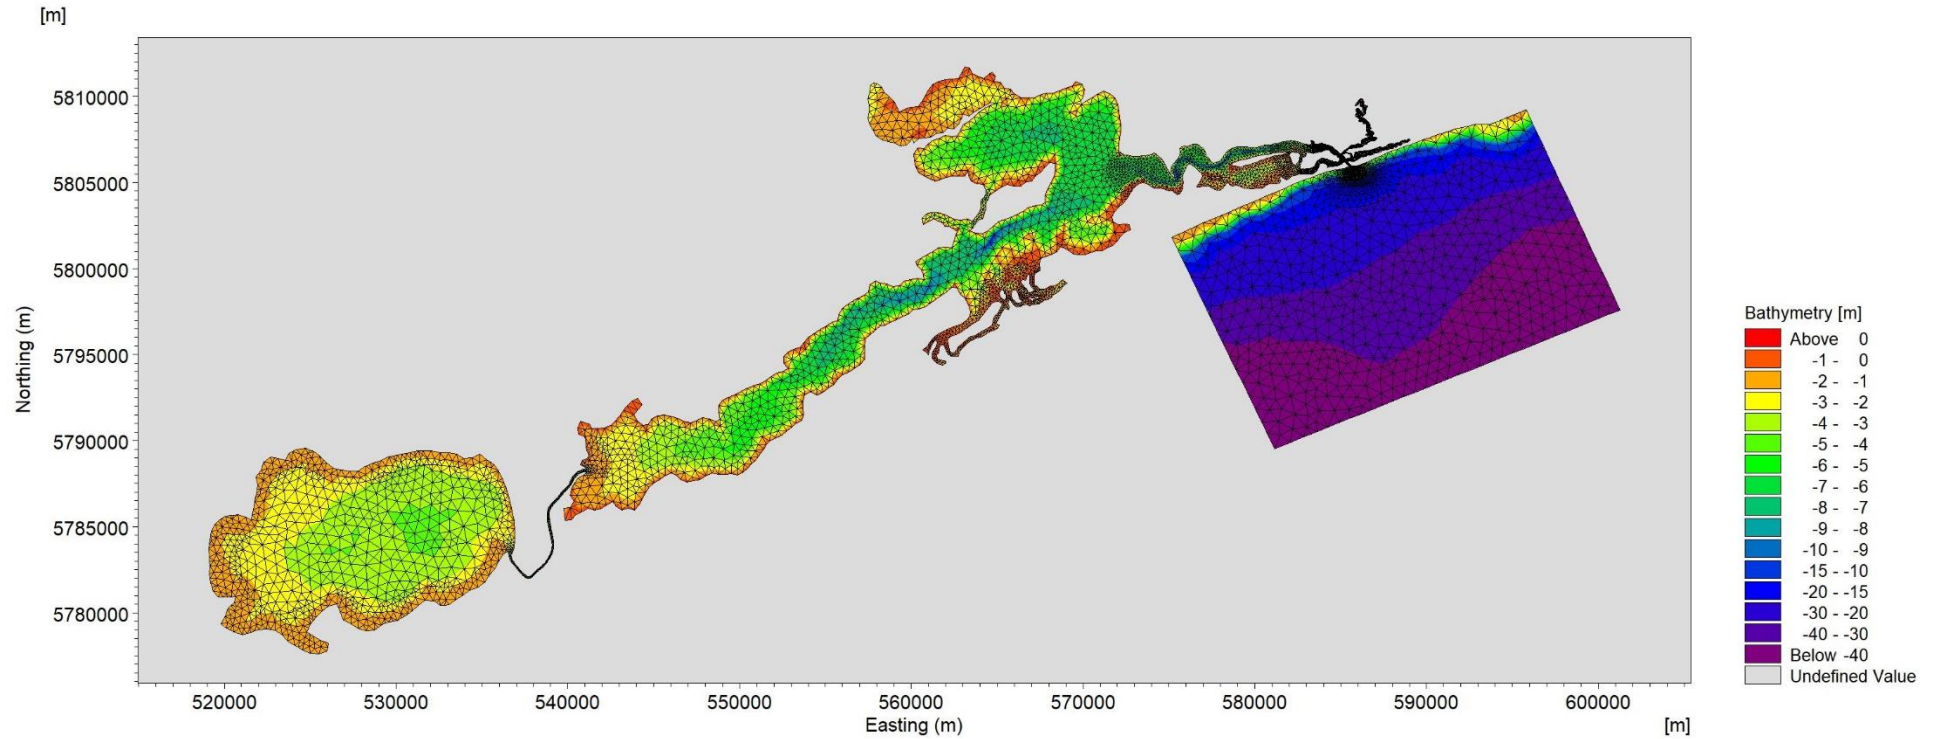 [m]
5810000
5805000
5800000
5795000
5790000
5785000
5780000
Northing (m)
520000 530000 540000 550000 560000 570000 580000 590000 600000
Easting (m)
[m]
Bathymetry [m]
Above 0
-1 - 0
-2 - -1
-3 - -2
-4 - -3
-5 - -4
-6 - -5
-7 - -6
-8 - -7
-9 - -8
-10 - -9
-15 - -10
-20 - -15
-30 - -20
-40 - -30
Below -40
Undefined Value